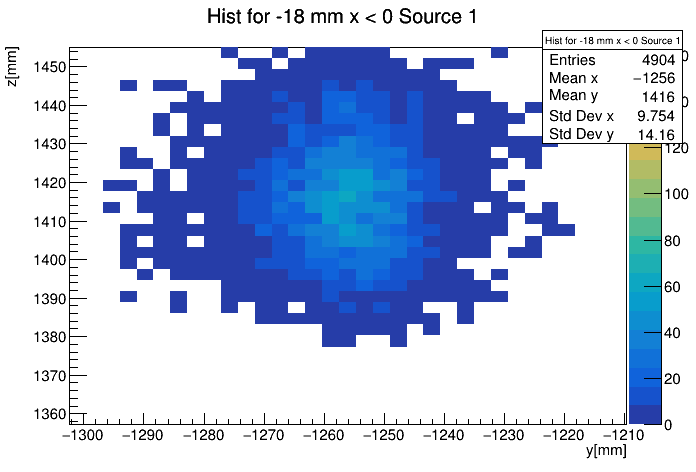 Hist for -18 mm x < 0 Source 1
Hist for -18 mm x < 0 Source 1
Entries 4904
Mean x −1256
Mean y 1416
Std Dev x 9.754
Std Dev y 14.16
z[mm]
1450
1440
1430
1420
1410
1400
1390
1380
1370
1360
−1300 −1290 −1280 −1270 −1260 −1250 −1240 −1230 −1220 −1210
y[mm]
120
100
80
60
40
20
0